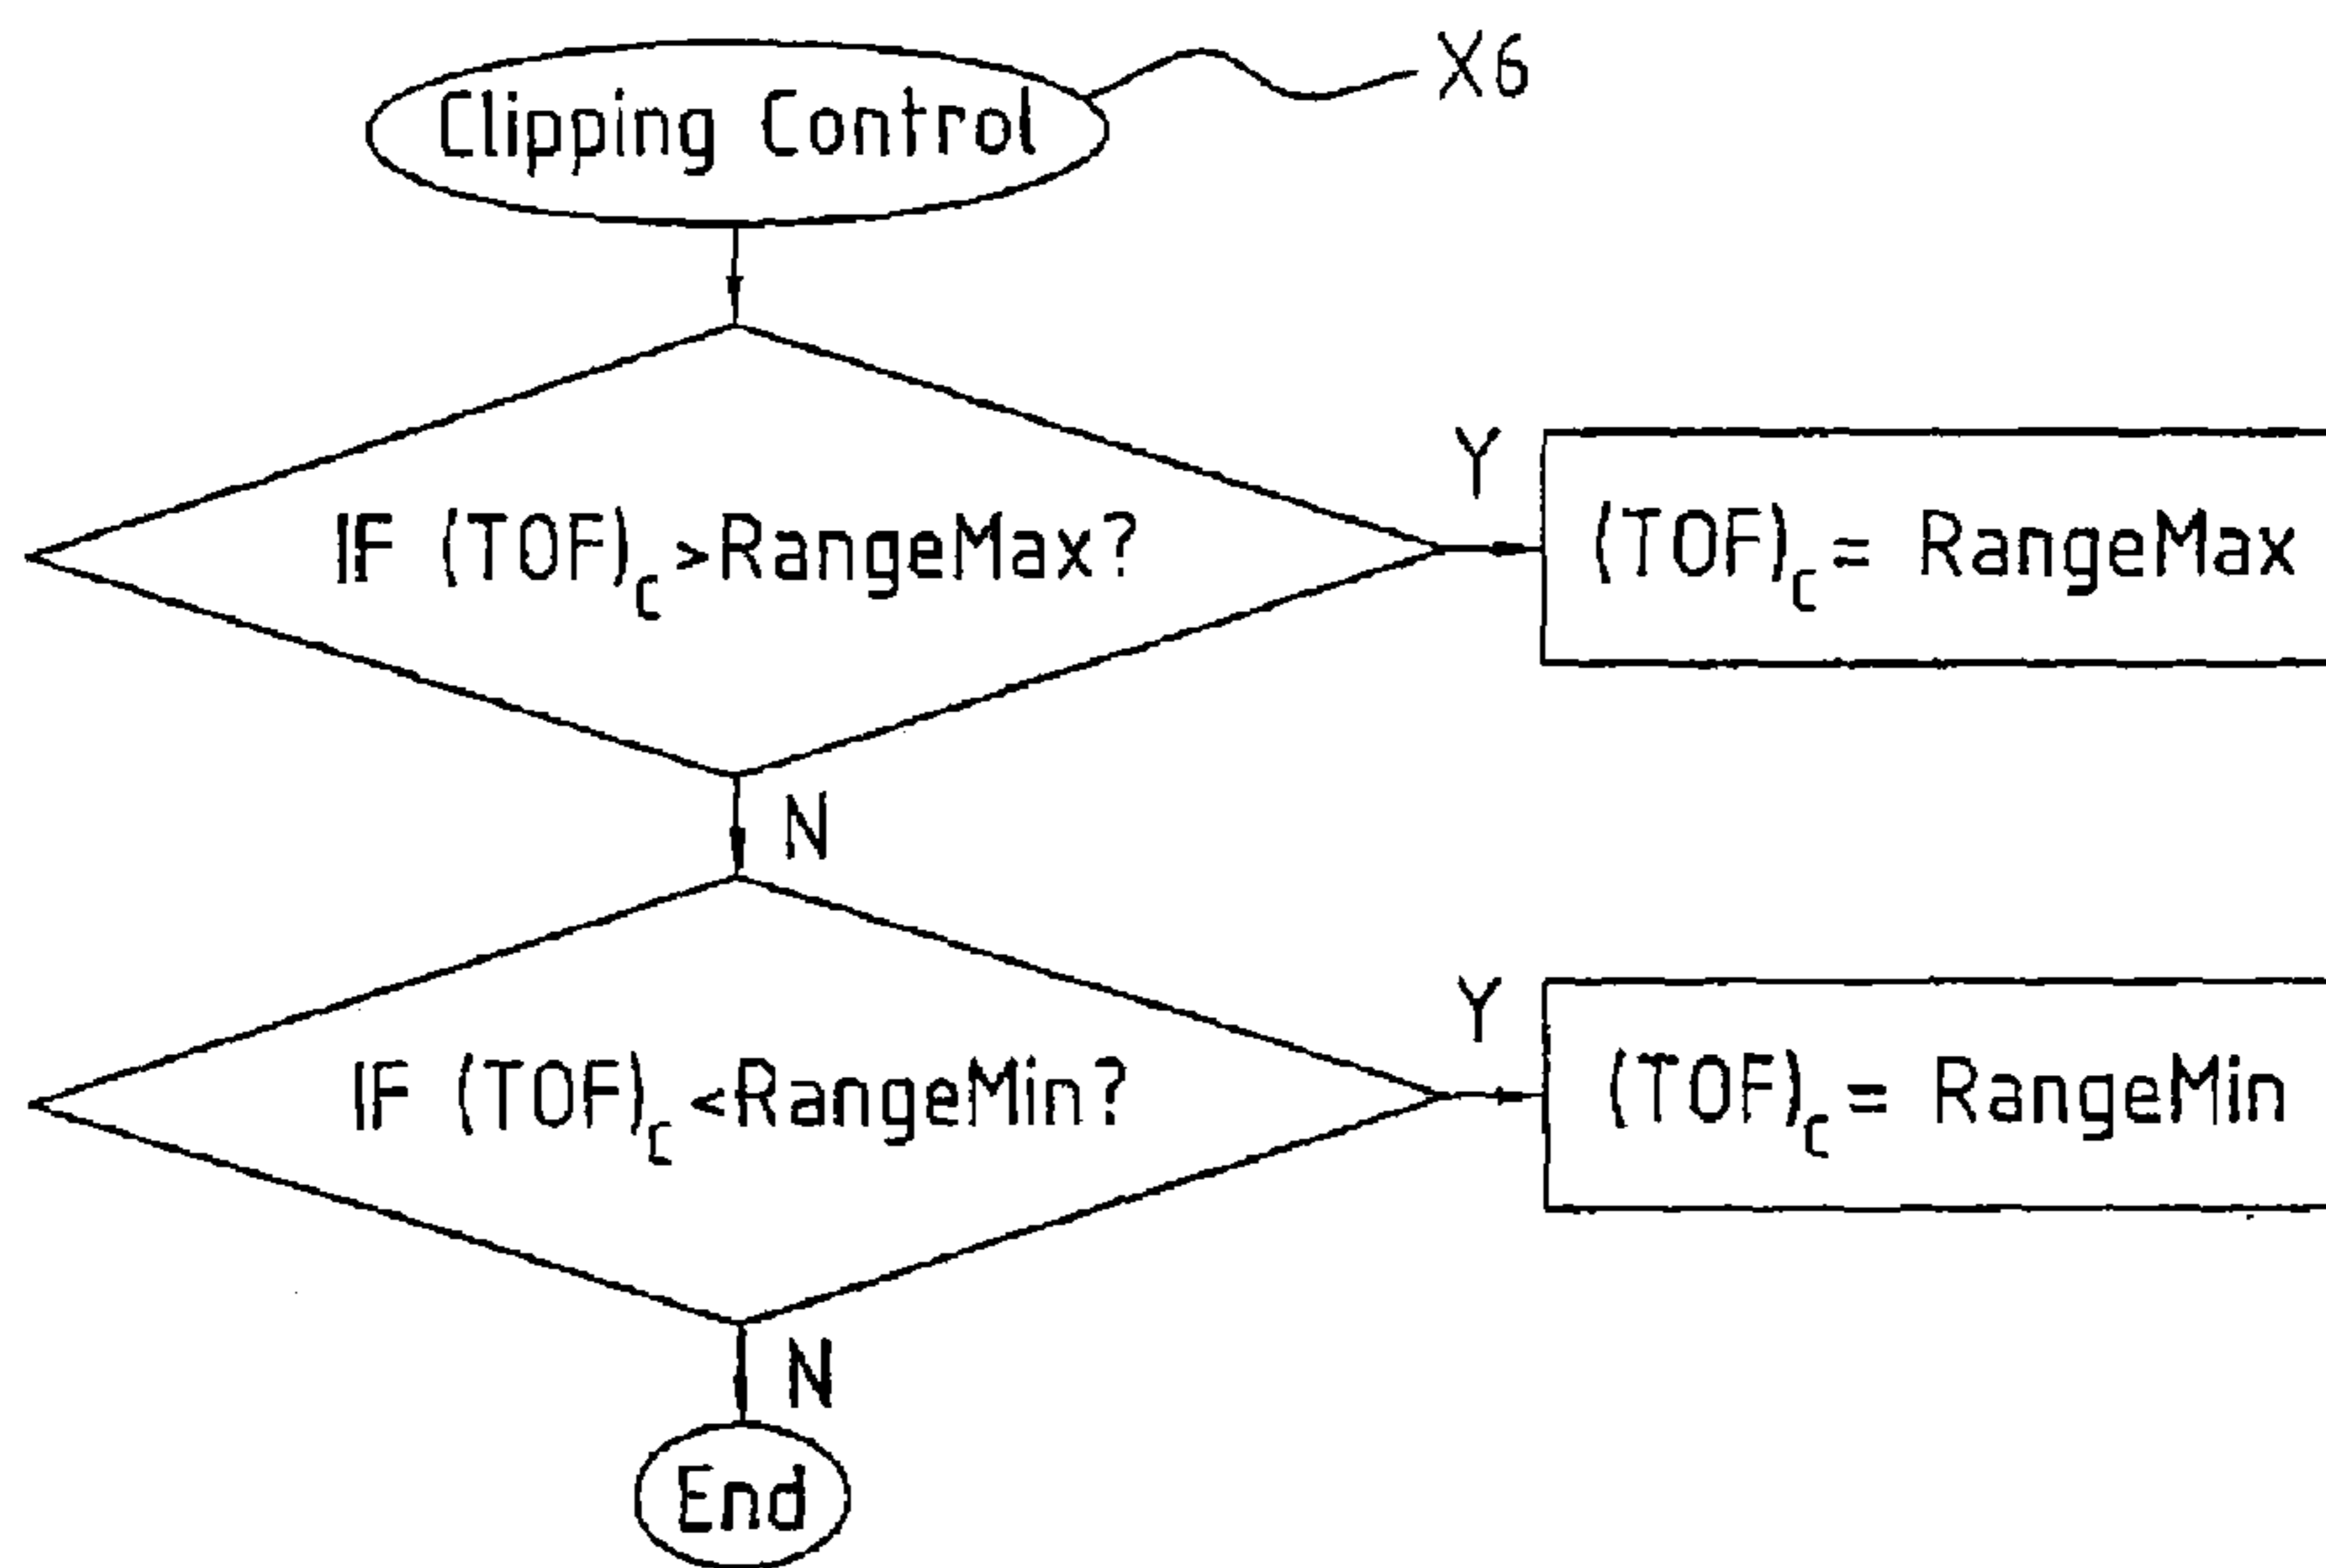 Clipping Control
X6
IF (TOF)c >RangeMax?
Y
(TOF)c = RangeMax
N
IF (TOF)c <RangeMin?
Y
(TOF)c = RangeMin
N
End